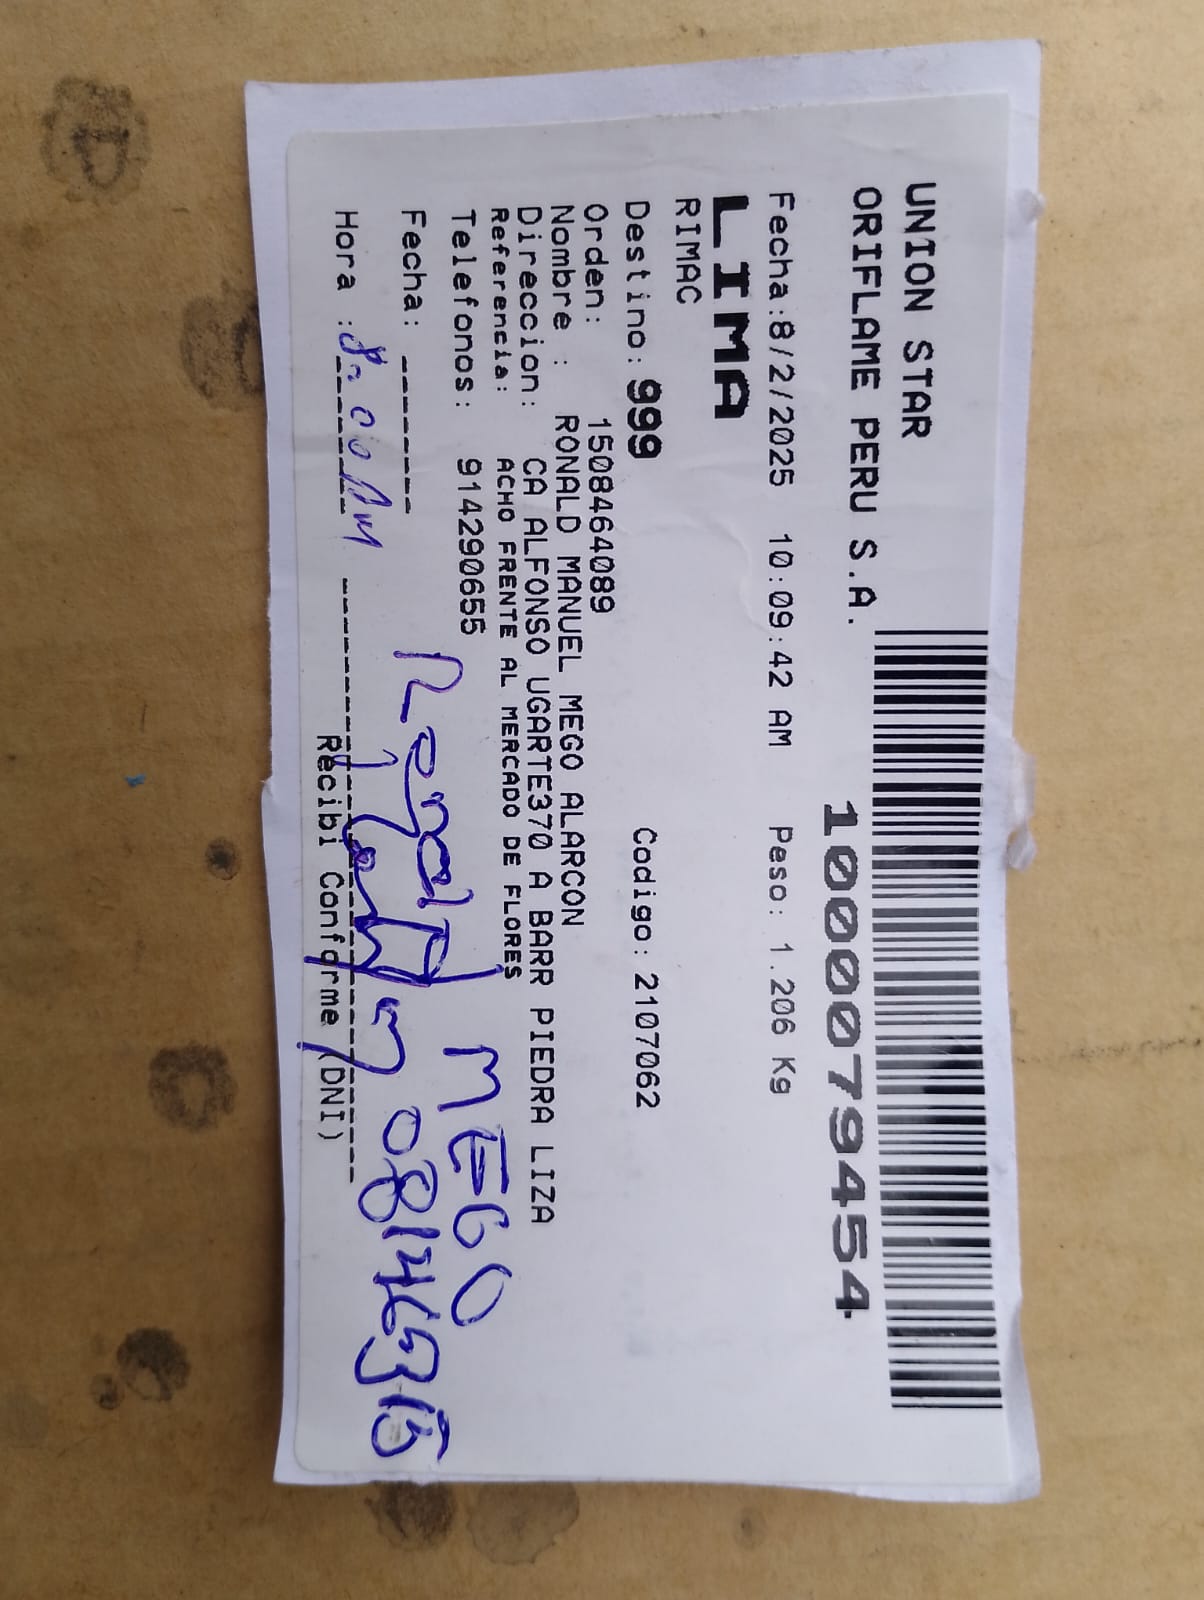 UNION STAR
ORIFLAME PERU S.A.
1000079454
Fecha:8/2/2025 10:09:42 AM Peso: 1.206 Kg
LIMA
RIMAC
Destino: 999 Codigo: 2107062
Orden: 1508464089
Nombre : RONALD MANUEL MEGO ALARCON
Direccion: CA ALFONSO UGARTE370 A BARR PIEDRA LIZA
Referencia: ACHO FRENTE AL MERCADO DE FLORES
Telefonos: 914290655
Ronald MEGO
Fecha: ------
Hora :
Recibi Conforme (DNI)